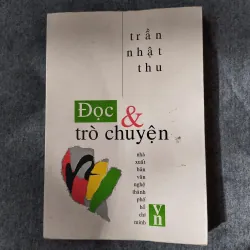 trần
nhật
thu
Đọc
&
trò chuyện
nhà
xuất
bản
văn
nghệ
thành
phố
hồ
chí
minh
Vn